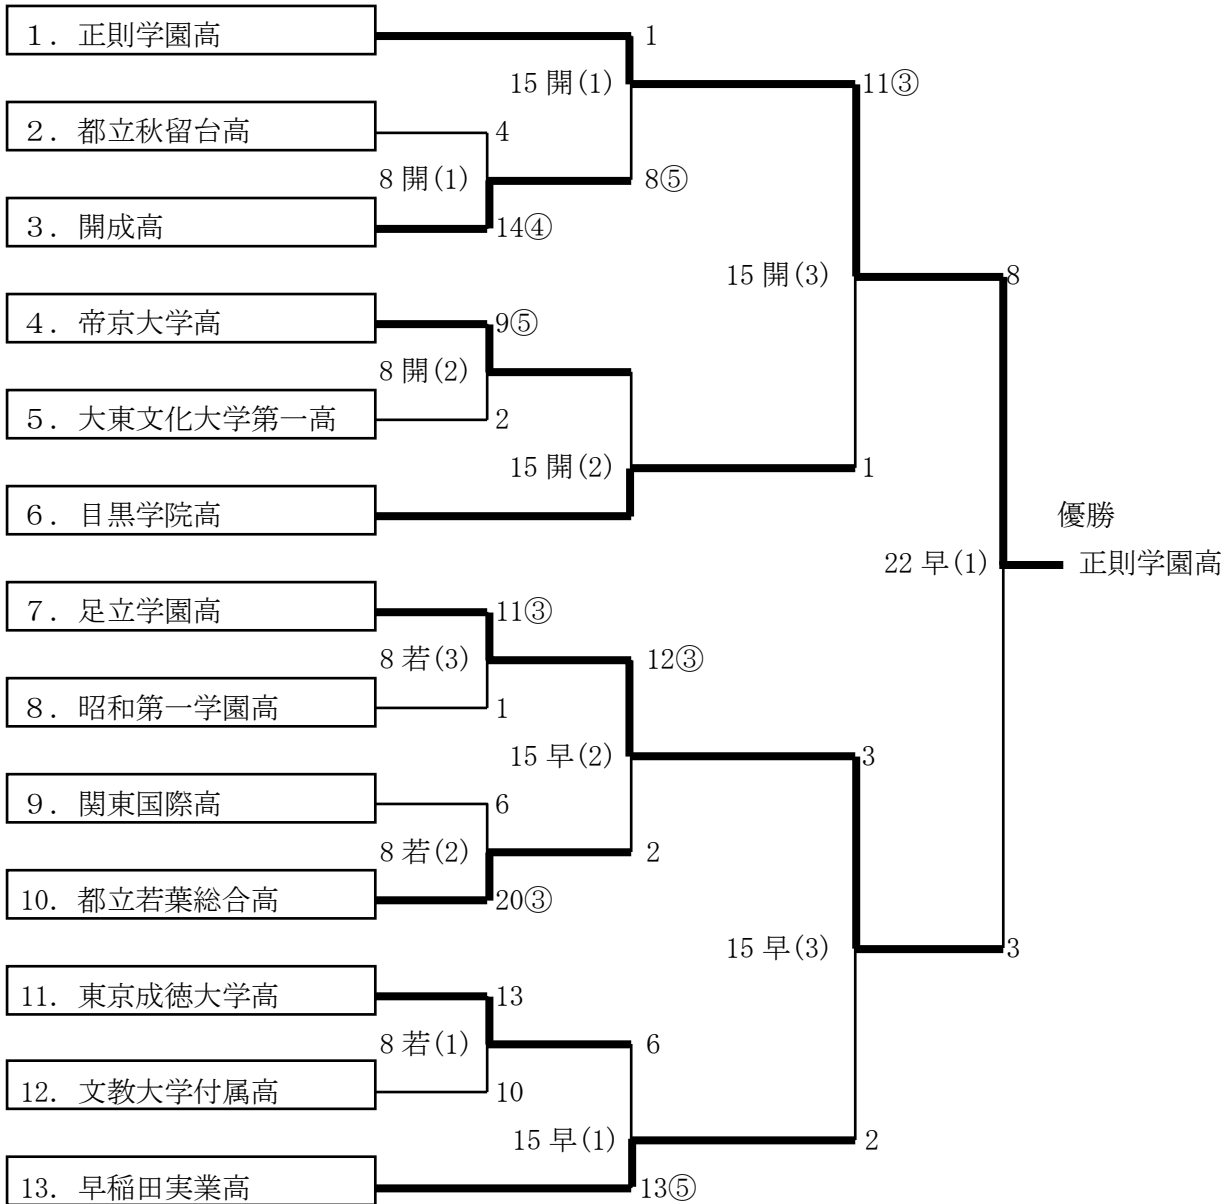 １．正則学園高
1
15 開(1)
11③
２．都立秋留台高
4
8 開(1)
8⑤
３．開成高
14④
15 開(3)
8
４．帝京大学高
9⑤
8 開(2)
５．大東文化大学第一高
2
15 開(2)
1
６．目黒学院高
優勝
22 早(1)
正則学園高
７．足立学園高
11③
8 若(3)
12③
８．昭和第一学園高
1
15 早(2)
3
９．関東国際高
6
8 若(2)
2
10．都立若葉総合高
20③
15 早(3)
3
11．東京成徳大学高
13
8 若(1)
6
12．文教大学付属高
10
15 早(1)
2
13．早稲田実業高
13⑤